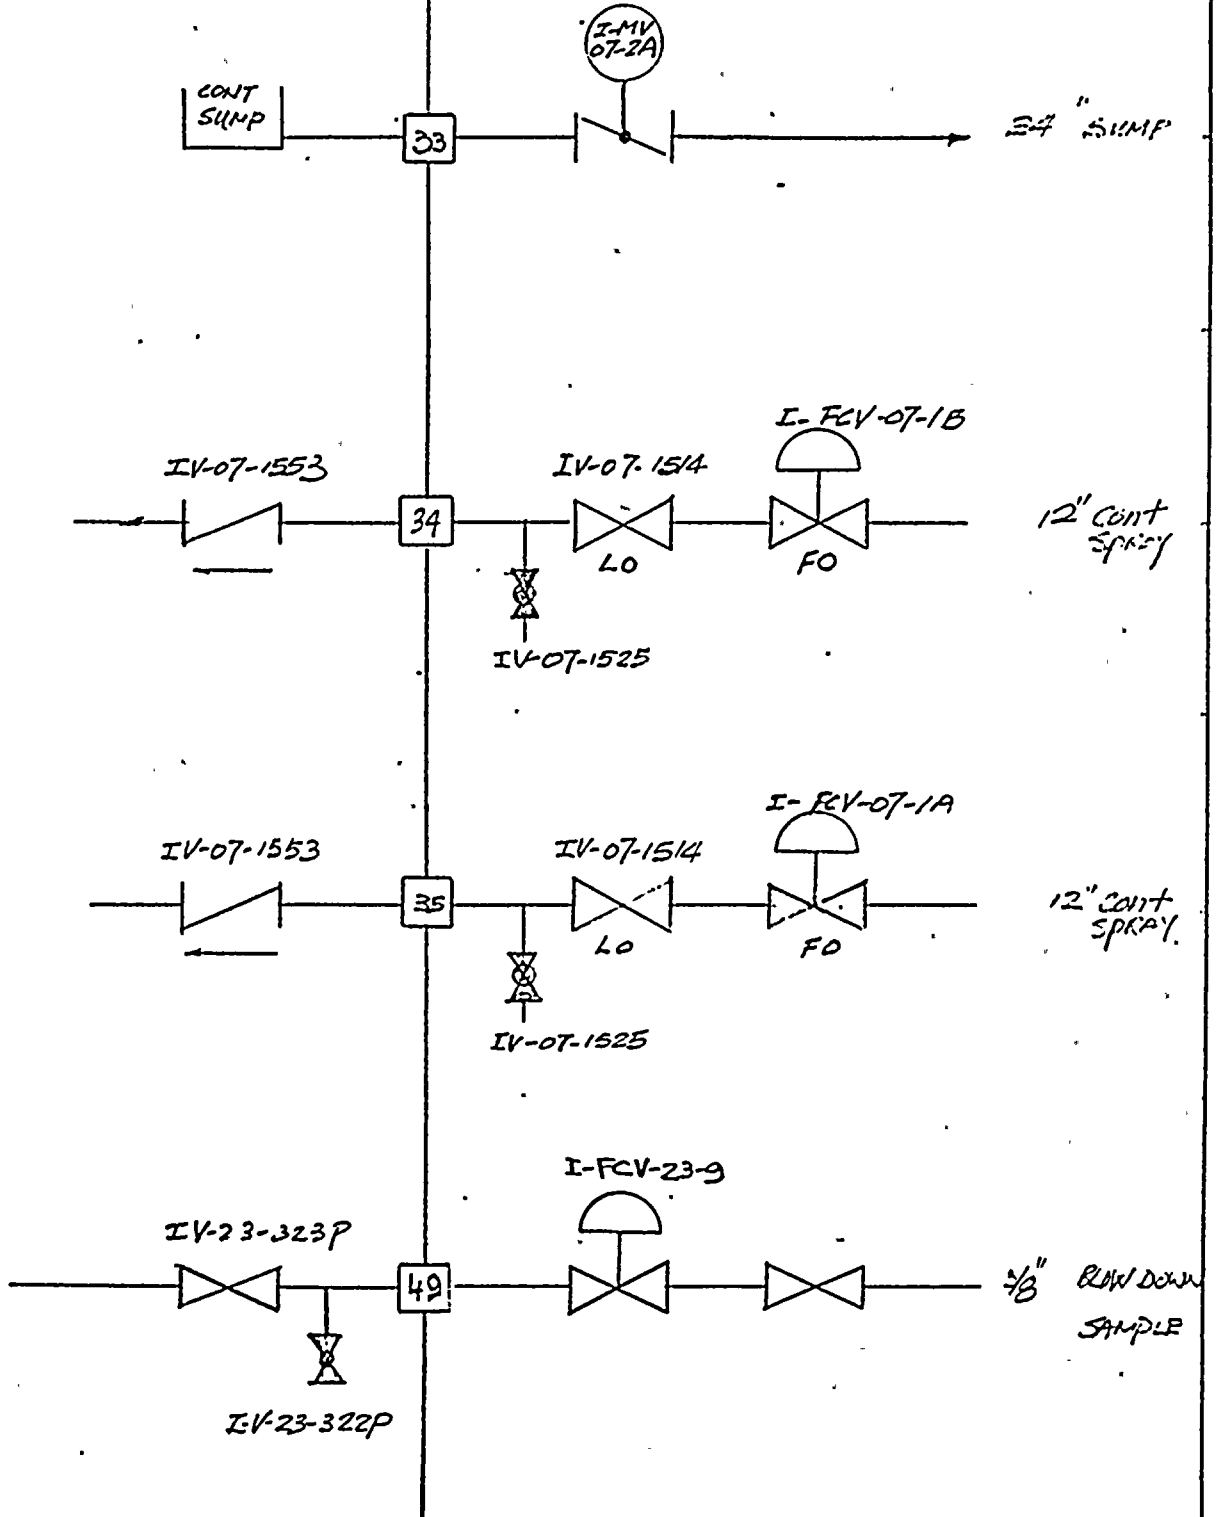 I-MV
07-2A
CONT
SUMP
33
24" SUMP
I-FCV-07-1B
IV-07-1553
IV-07-1514
34
12" Cont
SPRAY
LO
FO
IV-07-1525
I-FCV-07-1A
IV-07-1553
IV-07-1514
35
12" Cont
SPRAY.
LO
FO
IV-07-1525
I-FCV-23-9
IV-23-323P
49
BLOW DOWN
SAMPLE
I-V-23-322P